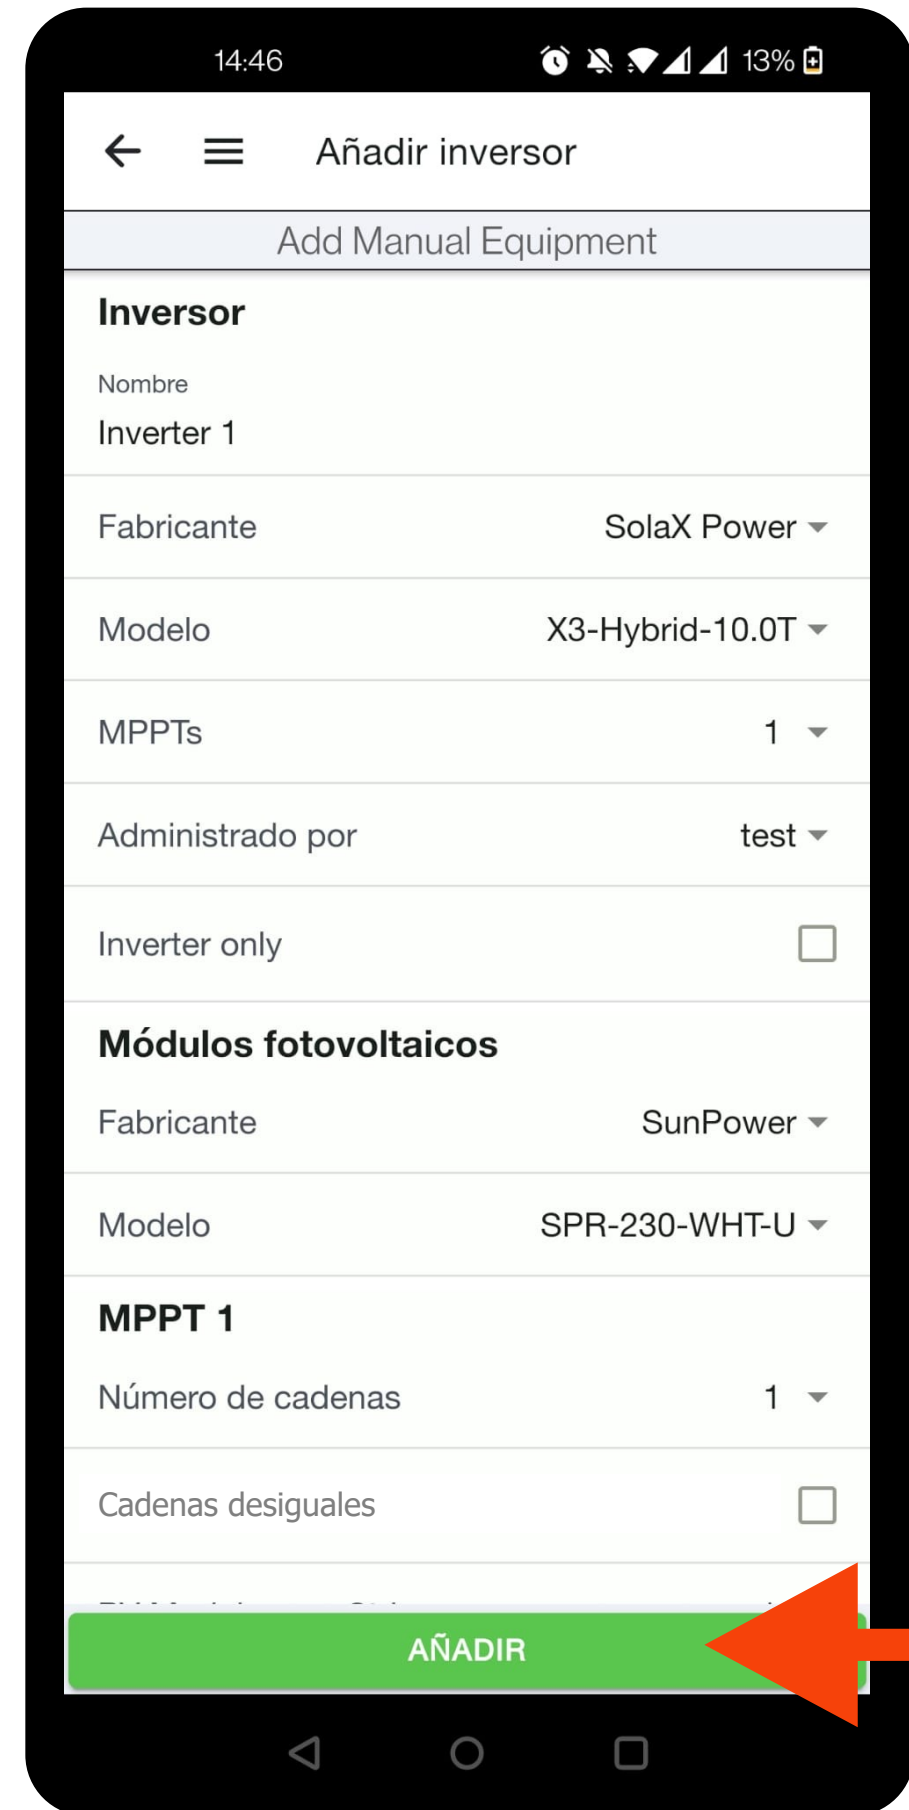 14:46 13%
Añadir inversor
Add Manual Equipment
Inversor
Nombre
Inverter 1
Fabricante SolaX Power
Modelo X3-Hybrid-10.0T
MPPTs 1
Administrado por test
Inverter only
Módulos fotovoltaicos
Fabricante SunPower
Modelo SPR-230-WHT-U
MPPT 1
Número de cadenas 1
Cadenas desiguales
AÑADIR